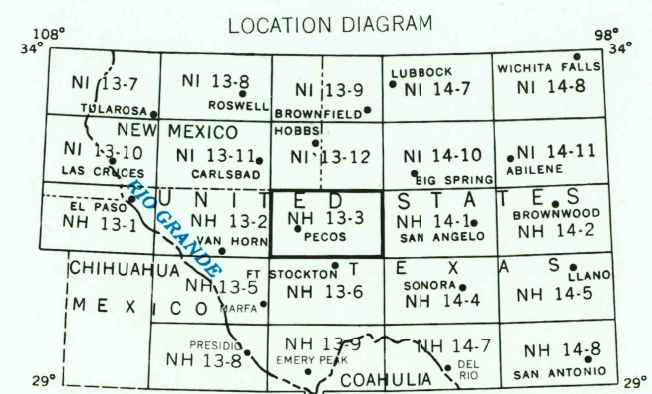 LOCATION DIAGRAM
108° 98°
34° 34°
NI 13-7 NI 13-8 NI 13-9 LUBBOCK NI 14-7 WICHITA FALLS NI 14-8
TULAROSA ROSWELL BROWNFIELD
NEW MEXICO HOBBS
NI 13-10 NI 13-11 NI 13-12 NI 14-10 NI 14-11
LAS CRUCES CARLSBAD BIG SPRING ABILENE
RIO GRANDE
UNITED STATES
EL PASO NH 13-1 NH 13-2 NH 13-3 NH 14-1 BROWNWOOD NH 14-2
VAN HORN PECOS SAN ANGELO
CHIHUAHUA FT STOCKTON TEXAS LLANO
NH 13-5 NH 13-6 SONORA NH 14-4 NH 14-5
MEXICO MARFA
PRESIDIO NH 13-9 NH 14-7 NH 14-8
NH 13-8 EMERY PEAK DEL RIO SAN ANTONIO
COAHULIA
29° 29°